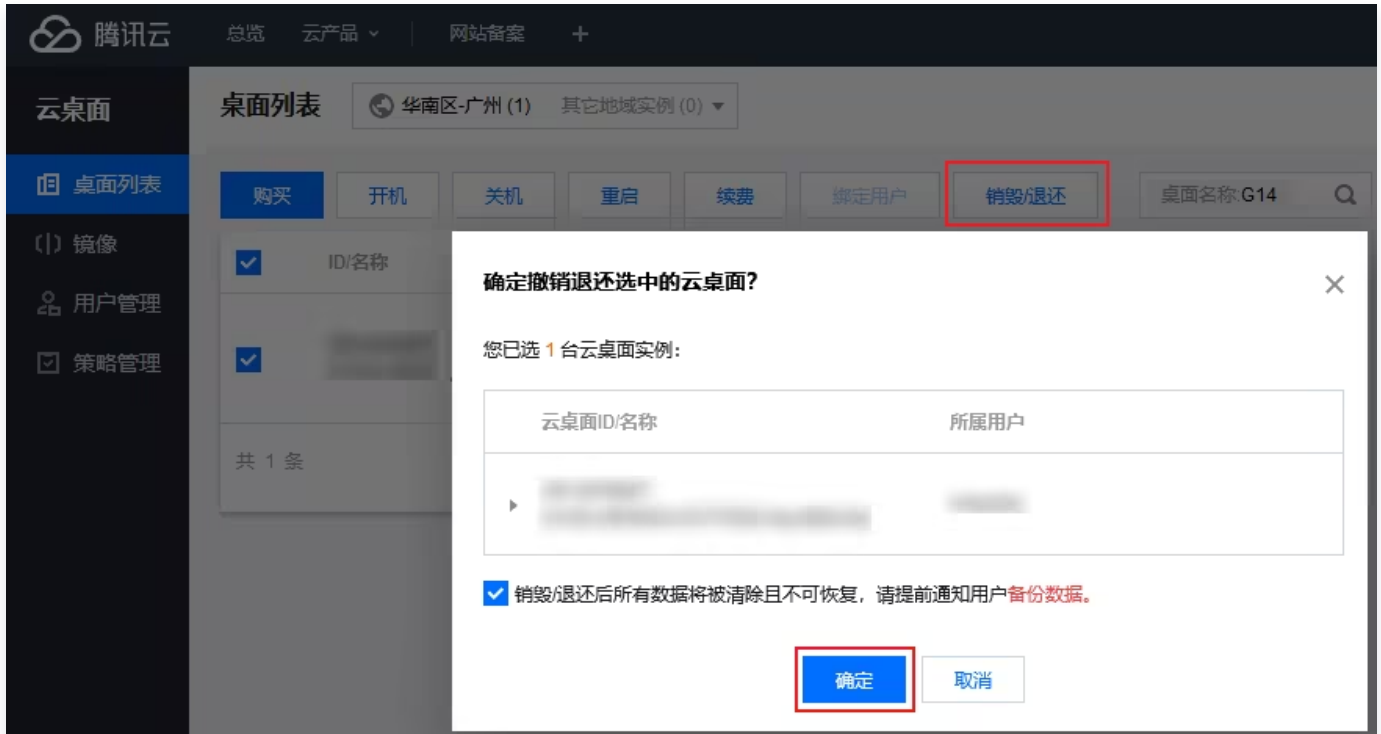 腾讯云 总览 云产品 网站备案 +
云桌面 桌面列表 华南区-广州 (1) 其它地域实例 (0)
桌面列表 购买 开机 关机 重启 续费 绑定用户 销毁/退还 桌面名称:G14
镜像 ID/名称
用户管理
策略管理
共 1 条
确定撤销退还选中的云桌面?
您已选 1 台云桌面实例:
云桌面ID/名称 所属用户
销毁/退还后所有数据将被清除且不可恢复，请提前通知用户备份数据。
确定 取消